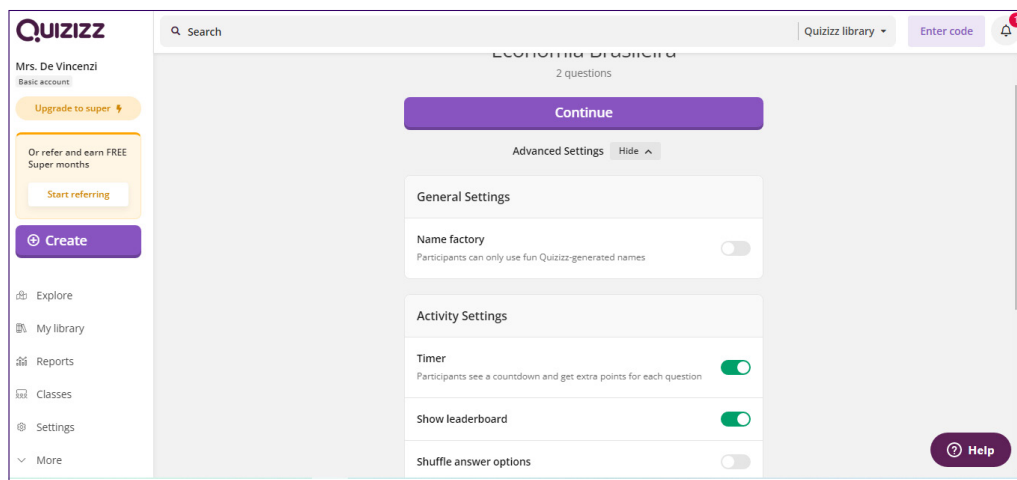 QUIZIZZ
Search
Quizizz library
Enter code
Mrs. De Vincenzi
Basic account
Upgrade to super
Or refer and earn FREE
Super months
Start referring
Create
Explore
My library
Reports
Classes
Settings
More
Economia Brasileira
2 questions
Continue
Advanced Settings Hide
General Settings
Name factory
Participants can only use fun Quizizz-generated names
Activity Settings
Timer
Participants see a countdown and get extra points for each question
Show leaderboard
Shuffle answer options
Help